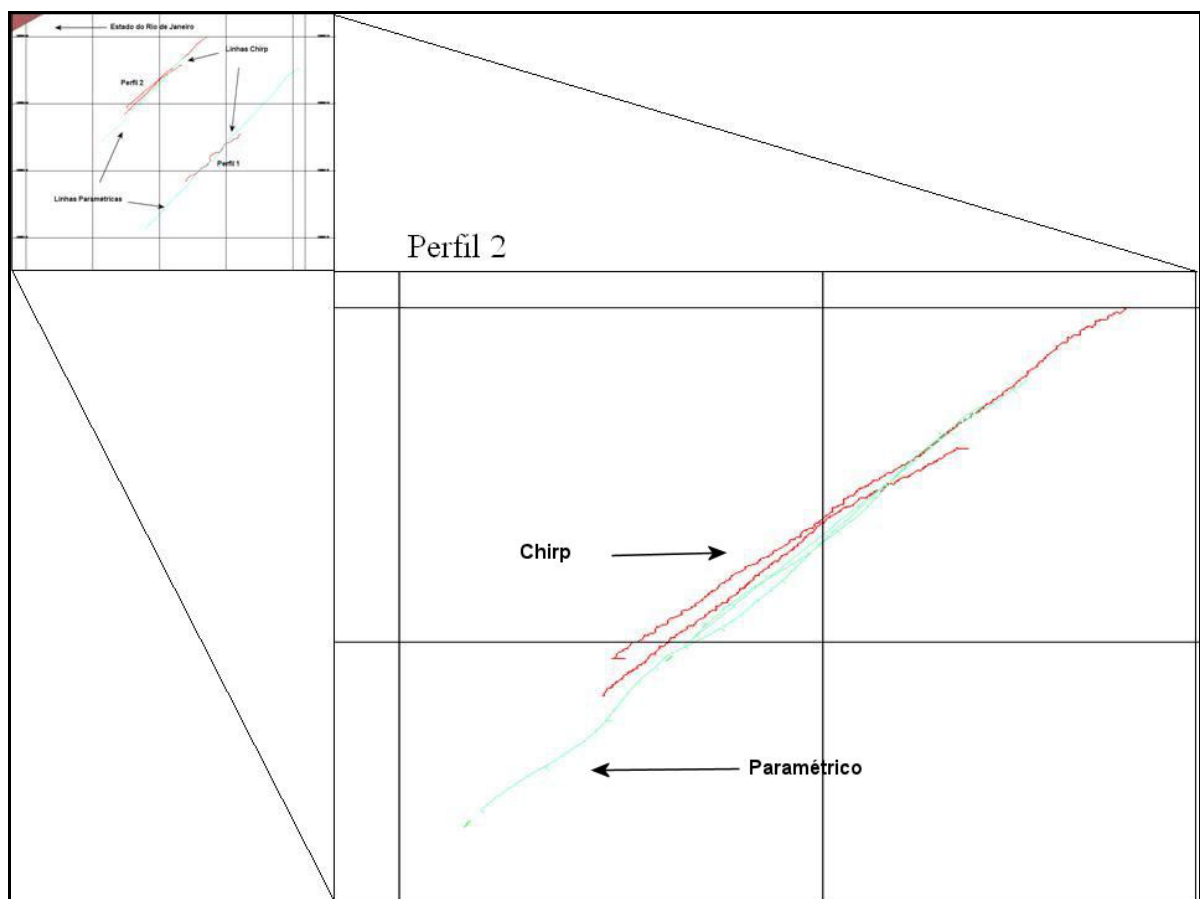 Estado do Rio de Janeiro
Linhas Chirp
Perfil 2
Perfil 1
Linhas Paramétricas
Perfil 2
Chirp
Paramétrico